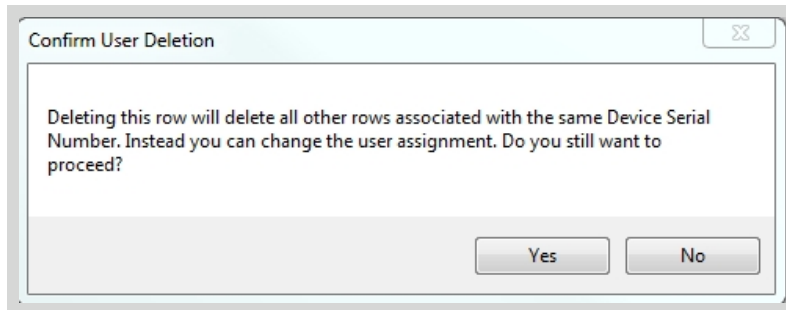 Confirm User Deletion
Deleting this row will delete all other rows associated with the same Device Serial
Number. Instead you can change the user assignment. Do you still want to
proceed?
Yes
No